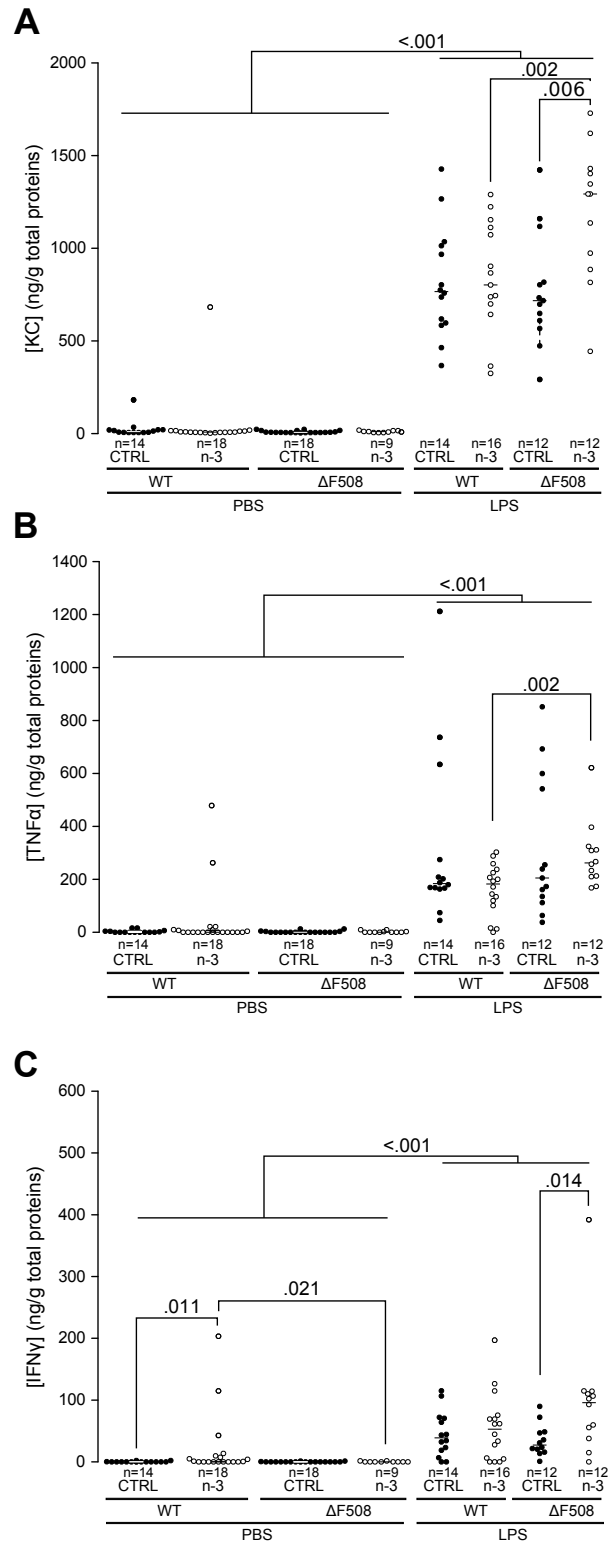 A
<.001
.002
.006
[KC] (ng/g total proteins)
2000
1500
1000
500
0
n=14 n=18 n=18 n=9 n=14 n=16 n=12 n=12
CTRL n-3 CTRL n-3 CTRL n-3 CTRL n-3
WT ΔF508 WT ΔF508
PBS LPS
B
<.001
.002
[TNFα] (ng/g total proteins)
1400
1200
1000
800
600
400
200
0
n=14 n=18 n=18 n=9 n=14 n=16 n=12 n=12
CTRL n-3 CTRL n-3 CTRL n-3 CTRL n-3
WT ΔF508 WT ΔF508
PBS LPS
C
<.001
.014
.021
.011
[IFNγ] (ng/g total proteins)
600
500
400
300
200
100
0
n=14 n=18 n=18 n=9 n=14 n=16 n=12 n=12
CTRL n-3 CTRL n-3 CTRL n-3 CTRL n-3
WT ΔF508 WT ΔF508
PBS LPS